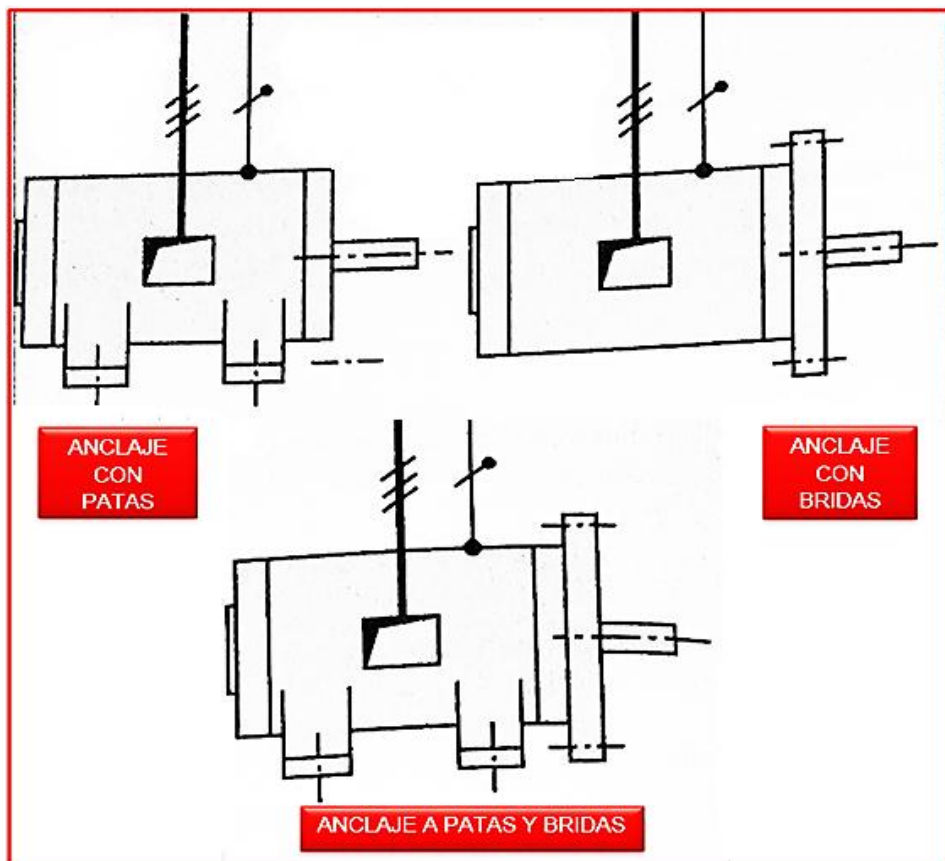 ANCLAJE
CON
PATAS
ANCLAJE
CON
BRIDAS
ANCLAJE A PATAS Y BRIDAS